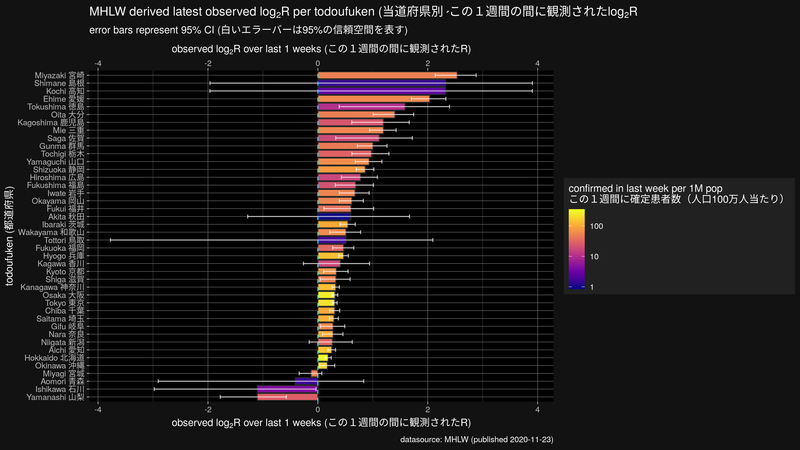 MHLW derived latest observed log₂R per todoufuken (当道府県別 -この１週間の間に観測されたlog₂R
error bars represent 95% CI (白いエラーバーは95%の信頼空間を表す)
observed log₂R over last 1 weeks (この１週間の間に観測されたR)
-4 -2 0 2 4
todoufuken (都道府県)
Miyazaki 宮崎
Shimane 島根
Kochi 高知
Ehime 愛媛
Tokushima 徳島
Oita 大分
Kagoshima 鹿児島
Mie 三重
Saga 佐賀
Gunma 群馬
Tochigi 栃木
Yamaguchi 山口
Shizuoka 静岡
Hiroshima 広島
Fukushima 福島
Iwate 岩手
Okayama 岡山
Fukui 福井
Akita 秋田
Ibaraki 茨城
Wakayama 和歌山
Tottori 鳥取
Fukuoka 福岡
Hyogo 兵庫
Kagawa 香川
Kyoto 京都
Shiga 滋賀
Kanagawa 神奈川
Osaka 大阪
Tokyo 東京
Chiba 千葉
Saitama 埼玉
Gifu 岐阜
Nara 奈良
Niigata 新潟
Aichi 愛知
Hokkaido 北海道
Okinawa 沖縄
Miyagi 宮城
Aomori 青森
Ishikawa 石川
Yamanashi 山梨
-4 -2 0 2 4
observed log₂R over last 1 weeks (この１週間の間に観測されたR)
confirmed in last week per 1M pop
この１週間に確定患者数（人口100万人当たり）
100
10
1
datasource: MHLW (published 2020-11-23)